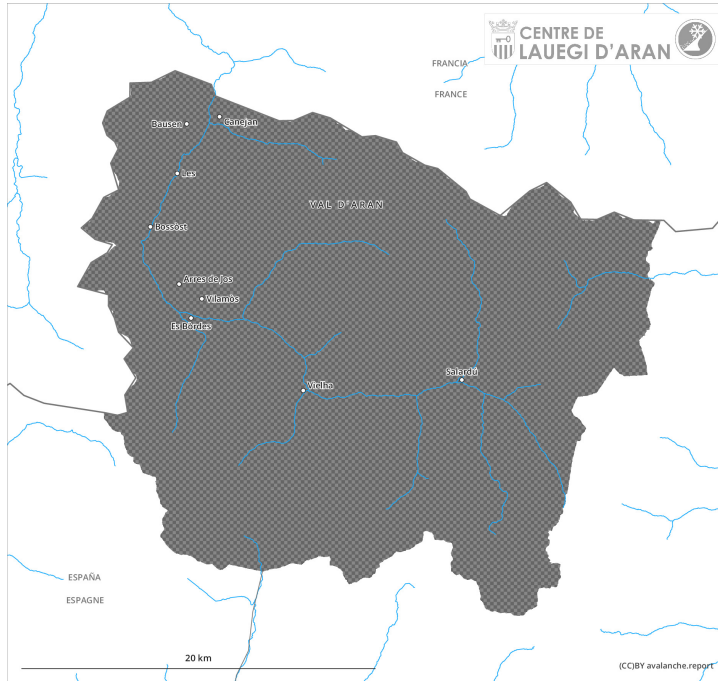 CENTRE DE
LAUEGI D'ARAN
FRANCIA
FRANCE
Bausen
Canejan
Les
VAL D'ARAN
Bossòst
Arres de Jos
Vilamòs
Es Bòrdes
Salardú
Vielha
ESPAÑA
ESPAGNE
20 km
(CC)BY avalanche.report